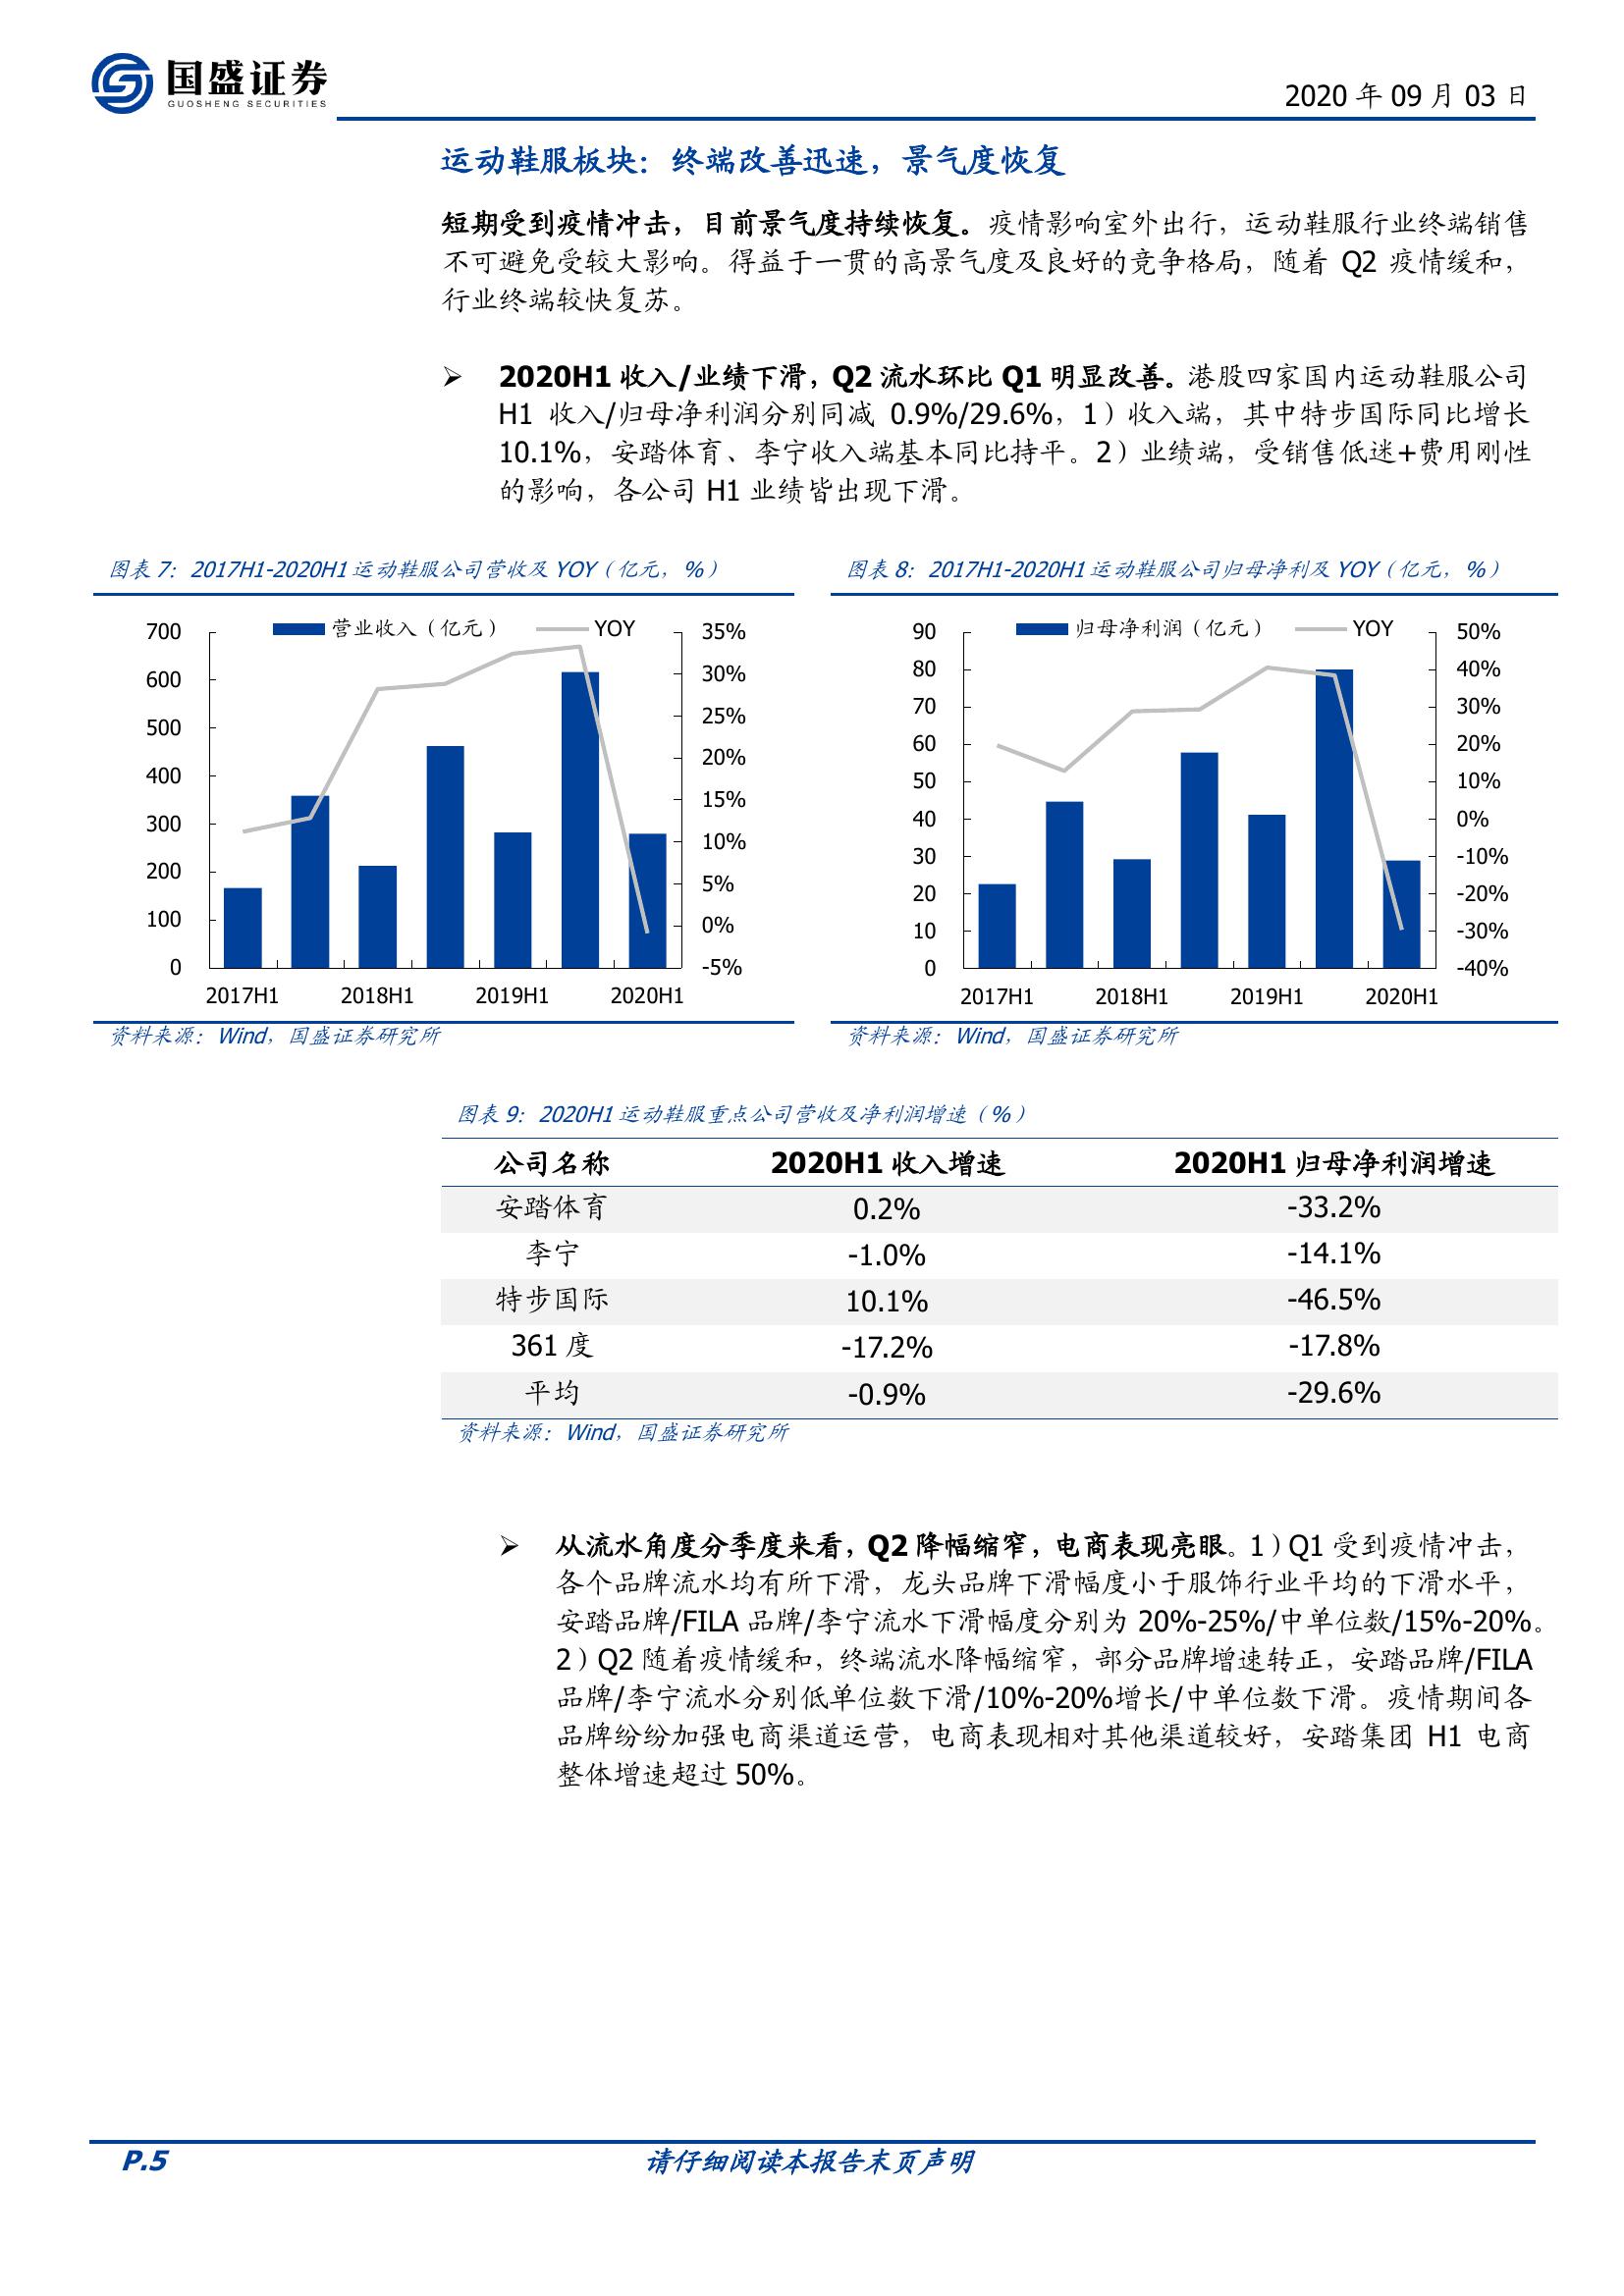 国盛证券
GUOSHENG SECURITIES
2020 年 09 月 03 日
运动鞋服板块：终端改善迅速，景气度恢复
短期受到疫情冲击，目前景气度持续恢复。疫情影响室外出行，运动鞋服行业终端销售
不可避免受较大影响。得益于一贯的高景气度及良好的竞争格局，随着 Q2 疫情缓和，
行业终端较快复苏。
➢ 2020H1 收入/业绩下滑，Q2 流水环比 Q1 明显改善。港股四家国内运动鞋服公司
H1 收入/归母净利润分别同减 0.9%/29.6%，1）收入端，其中特步国际同比增长
10.1%，安踏体育、李宁收入端基本同比持平。2）业绩端，受销售低迷+费用刚性
的影响，各公司 H1 业绩皆出现下滑。
图表 7：2017H1-2020H1 运动鞋服公司营收及 YOY（亿元，%）
营业收入（亿元） YOY
700
600
500
400
300
200
100
0
35%
30%
25%
20%
15%
10%
5%
0%
-5%
2017H1 2018H1 2019H1 2020H1
资料来源：Wind，国盛证券研究所
图表 8：2017H1-2020H1 运动鞋服公司归母净利及 YOY（亿元，%）
归母净利润（亿元） YOY
90
80
70
60
50
40
30
20
10
0
50%
40%
30%
20%
10%
0%
-10%
-20%
-30%
-40%
2017H1 2018H1 2019H1 2020H1
资料来源：Wind，国盛证券研究所
图表 9：2020H1 运动鞋服重点公司营收及净利润增速（%）
公司名称 2020H1 收入增速 2020H1 归母净利润增速
安踏体育 0.2% -33.2%
李宁 -1.0% -14.1%
特步国际 10.1% -46.5%
361 度 -17.2% -17.8%
平均 -0.9% -29.6%
资料来源：Wind，国盛证券研究所
➢ 从流水角度分季度来看，Q2 降幅缩窄，电商表现亮眼。1）Q1 受到疫情冲击，
各个品牌流水均有所下滑，龙头品牌下滑幅度小于服饰行业平均的下滑水平，
安踏品牌/FILA 品牌/李宁流水下滑幅度分别为 20%-25%/中单位数/15%-20%。
2）Q2 随着疫情缓和，终端流水降幅缩窄，部分品牌增速转正，安踏品牌/FILA
品牌/李宁流水分别低单位数下滑/10%-20%增长/中单位数下滑。疫情期间各
品牌纷纷加强电商渠道运营，电商表现相对其他渠道较好，安踏集团 H1 电商
整体增速超过 50%。
P.5 请仔细阅读本报告末页声明